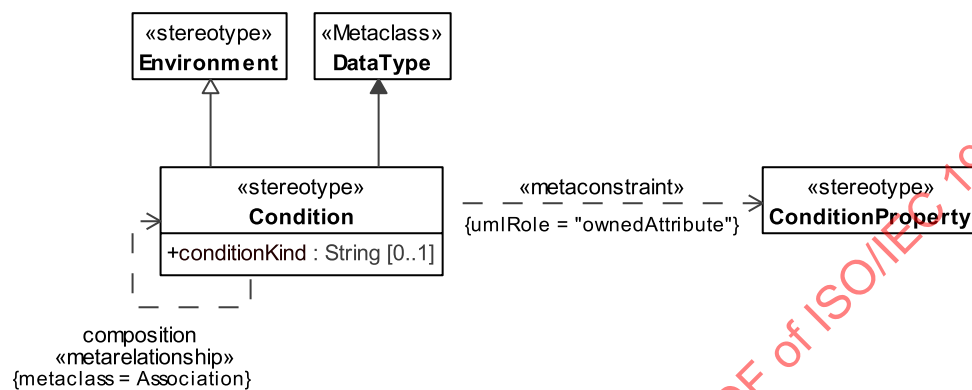 «stereotype»
Environment
«Metaclass»
DataType
«stereotype»
Condition
+conditionKind : String [0..1]
«metaconstraint»
{umlRole = "ownedAttribute"}
«stereotype»
ConditionProperty
composition
«metarelationship»
{metaclass = Association}
of ISO/IEC